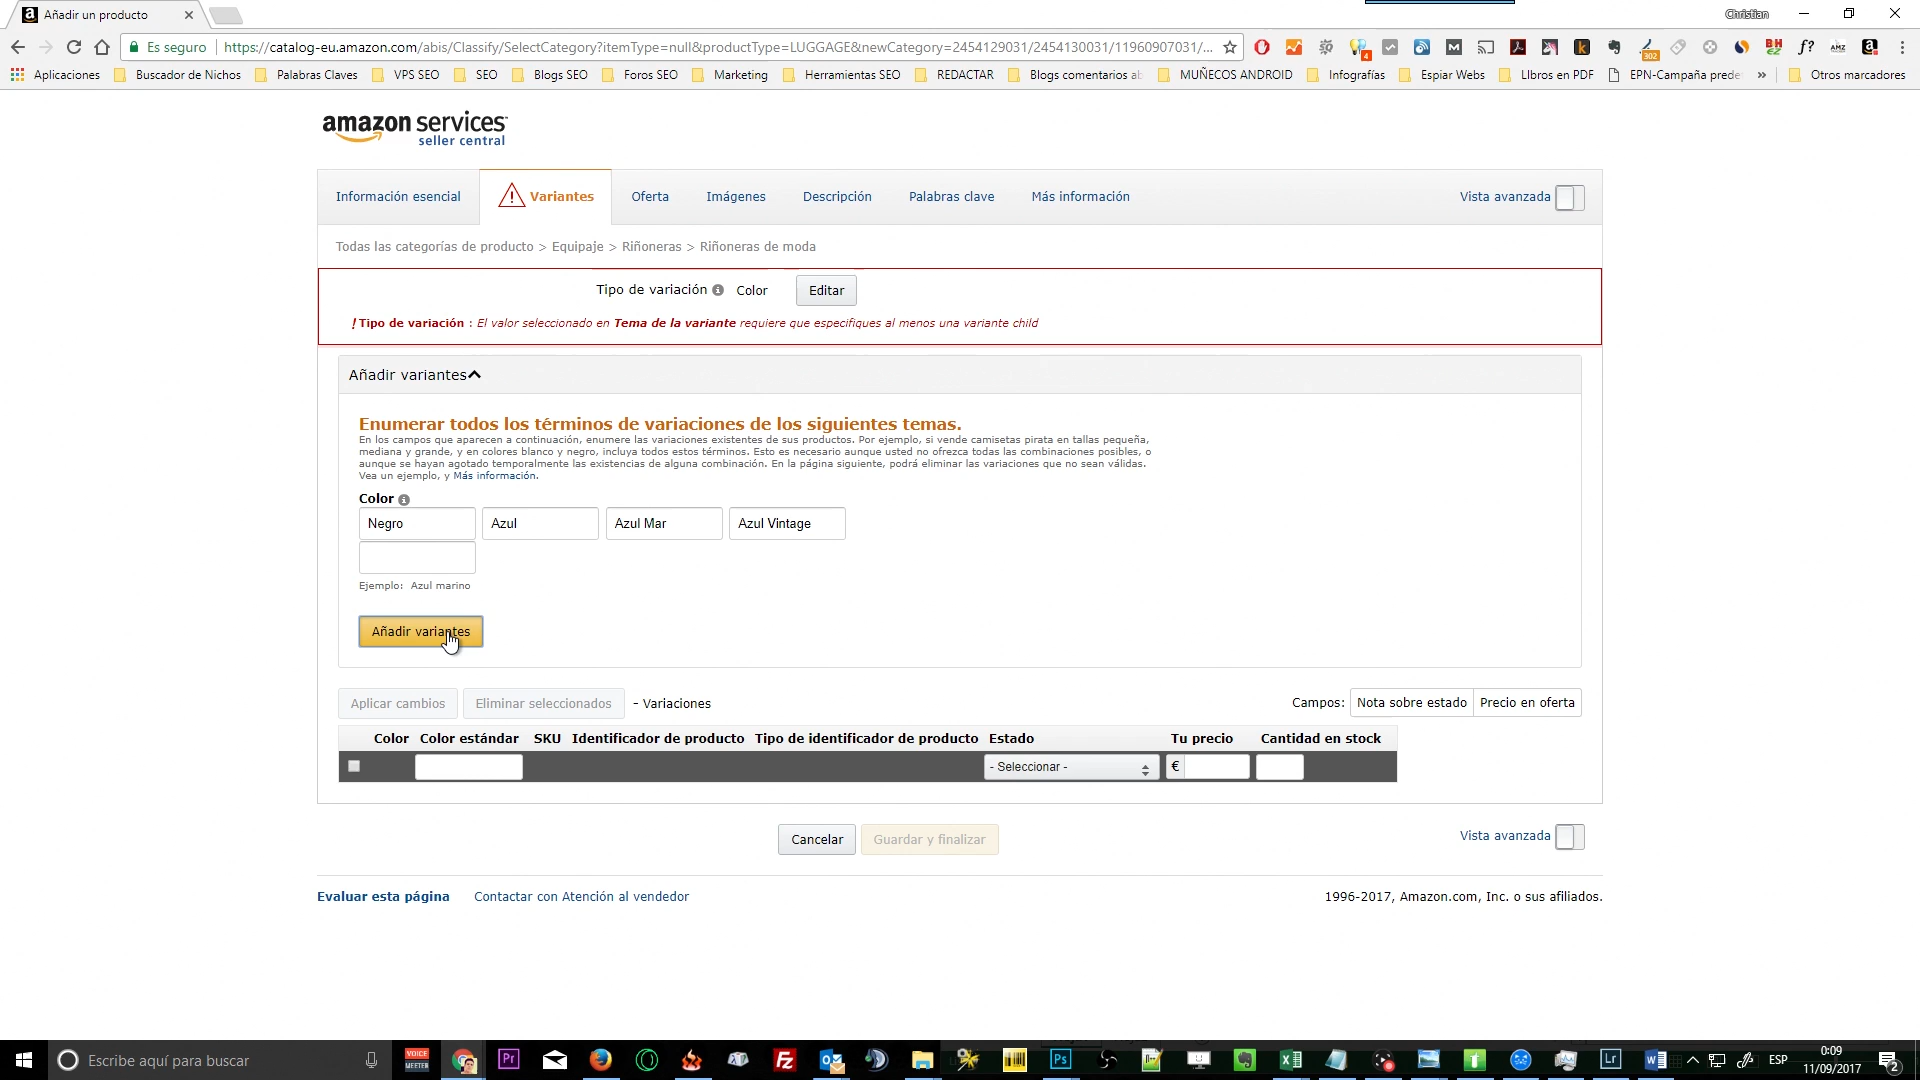 Añadir un producto
Christian
Es seguro
https://catalog-eu.amazon.com/abis/Classify/SelectCategory?itemType=null&productType=LUGGAGE&newCategory=2454129031/2454130031/11960907031/...
Aplicaciones
Buscador de Nichos
Palabras Claves
VPS SEO
SEO
Blogs SEO
Foros SEO
Marketing
Herramientas SEO
REDACTAR
Blogs comentarios ab
MUÑECOS ANDROID
Infografías
Espiar Webs
LIbros en PDF
EPN-Campaña prede
»
Otros marcadores
amazon services
seller central
Información esencial
Variantes
Oferta
Imágenes
Descripción
Palabras clave
Más información
Vista avanzada
Todas las categorías de producto > Equipaje > Riñoneras > Riñoneras de moda
Tipo de variación Color Editar
! Tipo de variación : El valor seleccionado en Tema de la variante requiere que especifiques al menos una variante child
Añadir variantes
Enumerar todos los términos de variaciones de los siguientes temas.
En los campos que aparecen a continuación, enumere las variaciones existentes de sus productos. Por ejemplo, si vende camisetas pirata en tallas pequeña,
mediana y grande, y en colores blanco y negro, incluya todos estos términos. Esto es necesario aunque usted no ofrezca todas las combinaciones posibles, o
aunque se hayan agotado temporalmente las existencias de alguna combinación. En la página siguiente, podrá eliminar las variaciones que no sean válidas.
Vea un ejemplo, y Más información.
Color
Negro
Azul
Azul Mar
Azul Vintage
Ejemplo: Azul marino
Añadir variantes
Aplicar cambios
Eliminar seleccionados
- Variaciones
Campos: Nota sobre estado Precio en oferta
Color Color estándar SKU Identificador de producto Tipo de identificador de producto Estado Tu precio Cantidad en stock
- Seleccionar - €
Cancelar
Guardar y finalizar
Vista avanzada
Evaluar esta página
Contactar con Atención al vendedor
1996-2017, Amazon.com, Inc. o sus afiliados.
Escribe aquí para buscar
ESP
0:09
11/09/2017
2